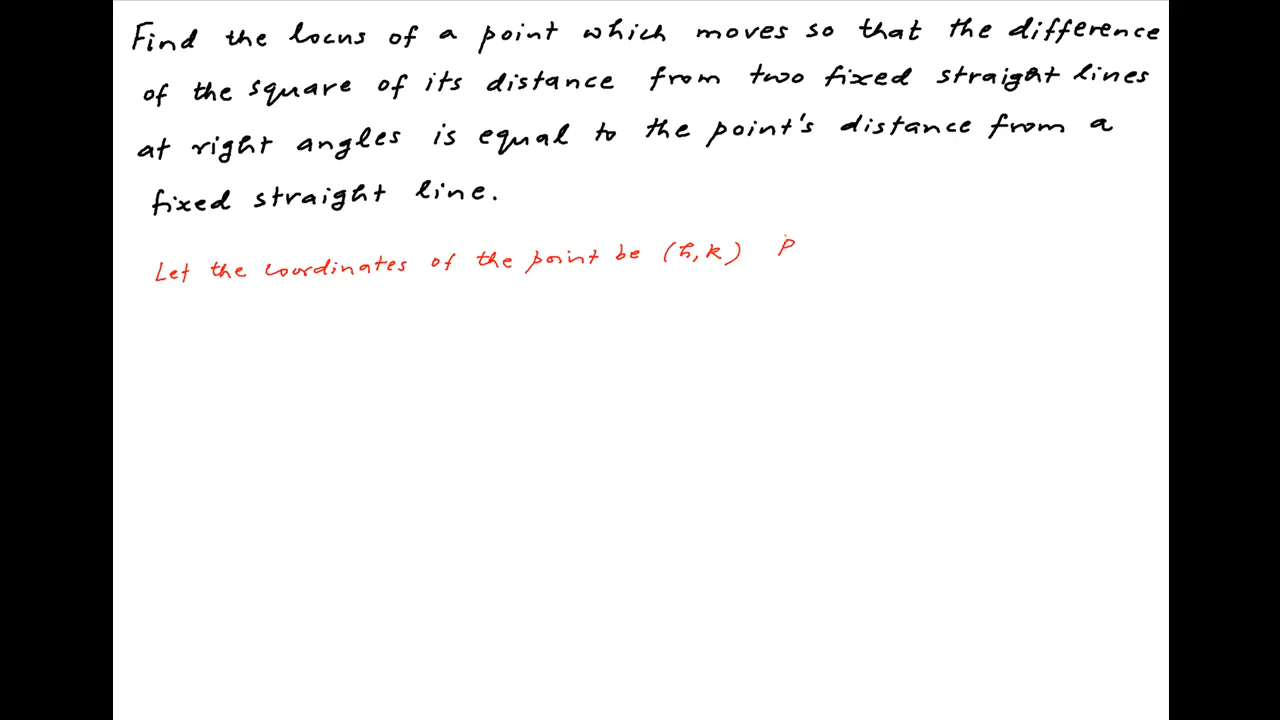 Find the locus of a point which moves so that the difference
of the square of its distance from two fixed straight lines
at right angles is equal to the point's distance from a
fixed straight line.
Let the coordinates of the point be (h, k) P